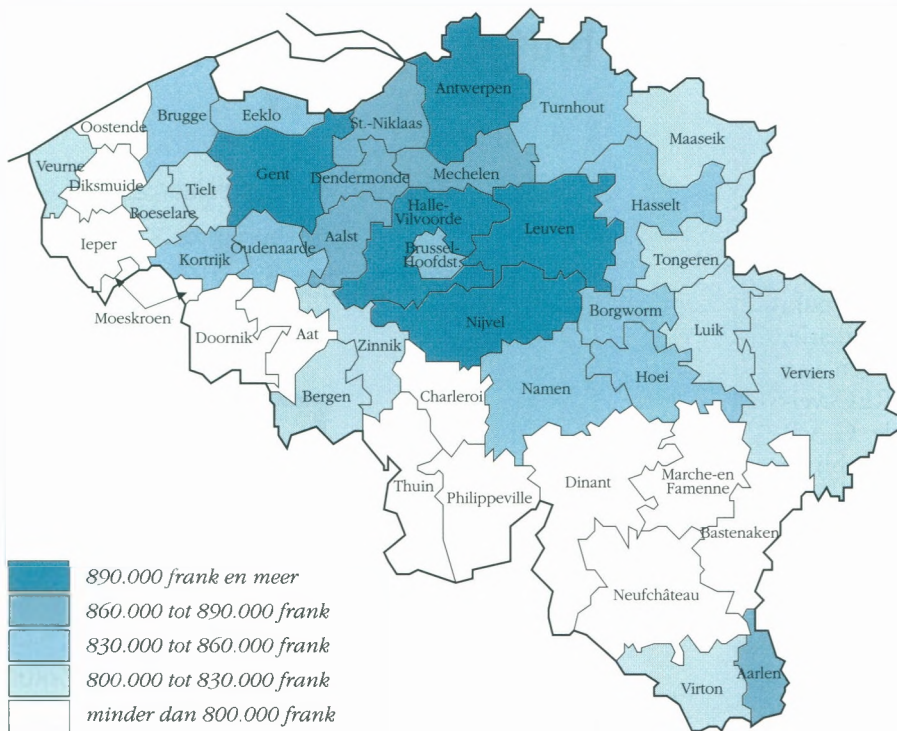 Antwerpen
Turnhout
Brugge
Eeklo
St.-Niklaas
Oostende
Maaseik
Veurne
Diksmuide
Tielt
Gent
Dendermonde
Mechelen
Boeselare
Halle-
Vilvoorde
Hasselt
Leuven
Ieper
Kortrijk
Oudenaarde
Aalst
Brussel-
Hoofdst.
Tongeren
Moeskroen
Doornik
Aat
Zinnik
Nijvel
Borgworm
Luik
Bergen
Charleroi
Namen
Hoei
Verviers
Thuin
Philippeville
Dinant
Marche-en
Famenne
Bastenaken
Neufchâteau
Virton
Aarlen
890.000 frank en meer
860.000 tot 890.000 frank
830.000 tot 860.000 frank
800.000 tot 830.000 frank
minder dan 800.000 frank